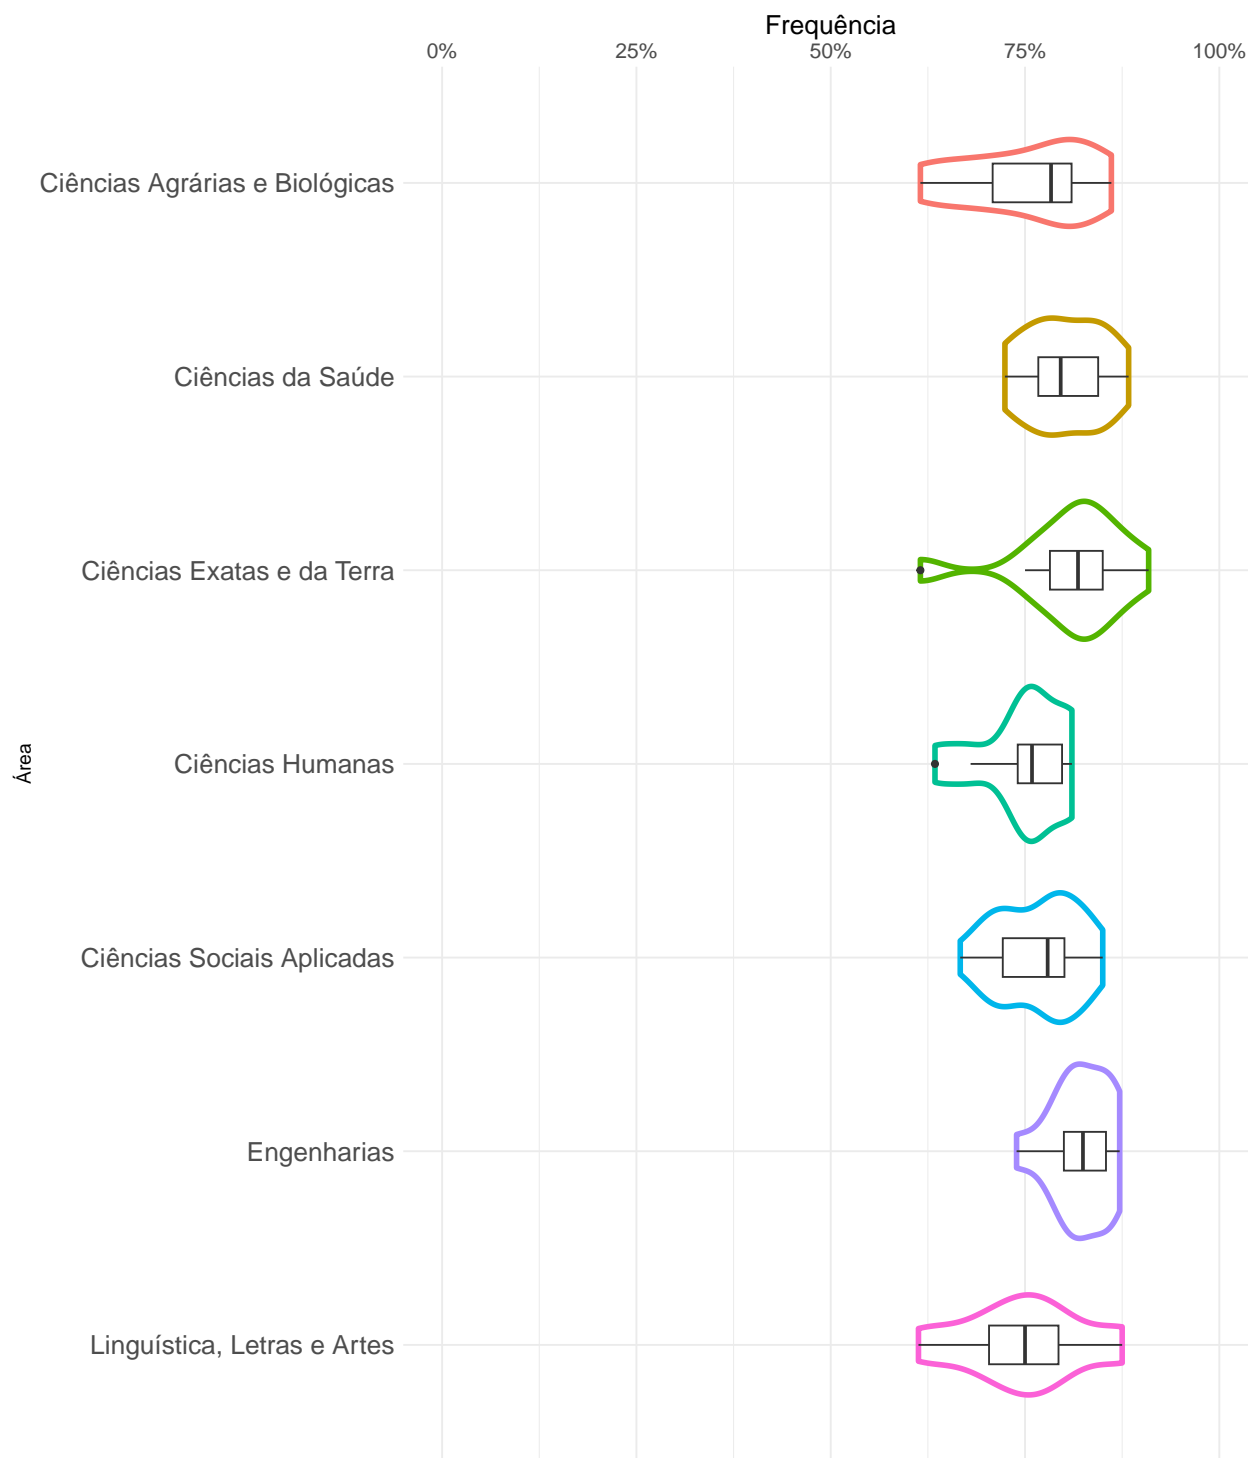 Frequência
0% 25% 50% 75% 100%
Ciências Agrárias e Biológicas
Ciências da Saúde
Ciências Exatas e da Terra
Ciências Humanas
Área
Ciências Sociais Aplicadas
Engenharias
Linguística, Letras e Artes